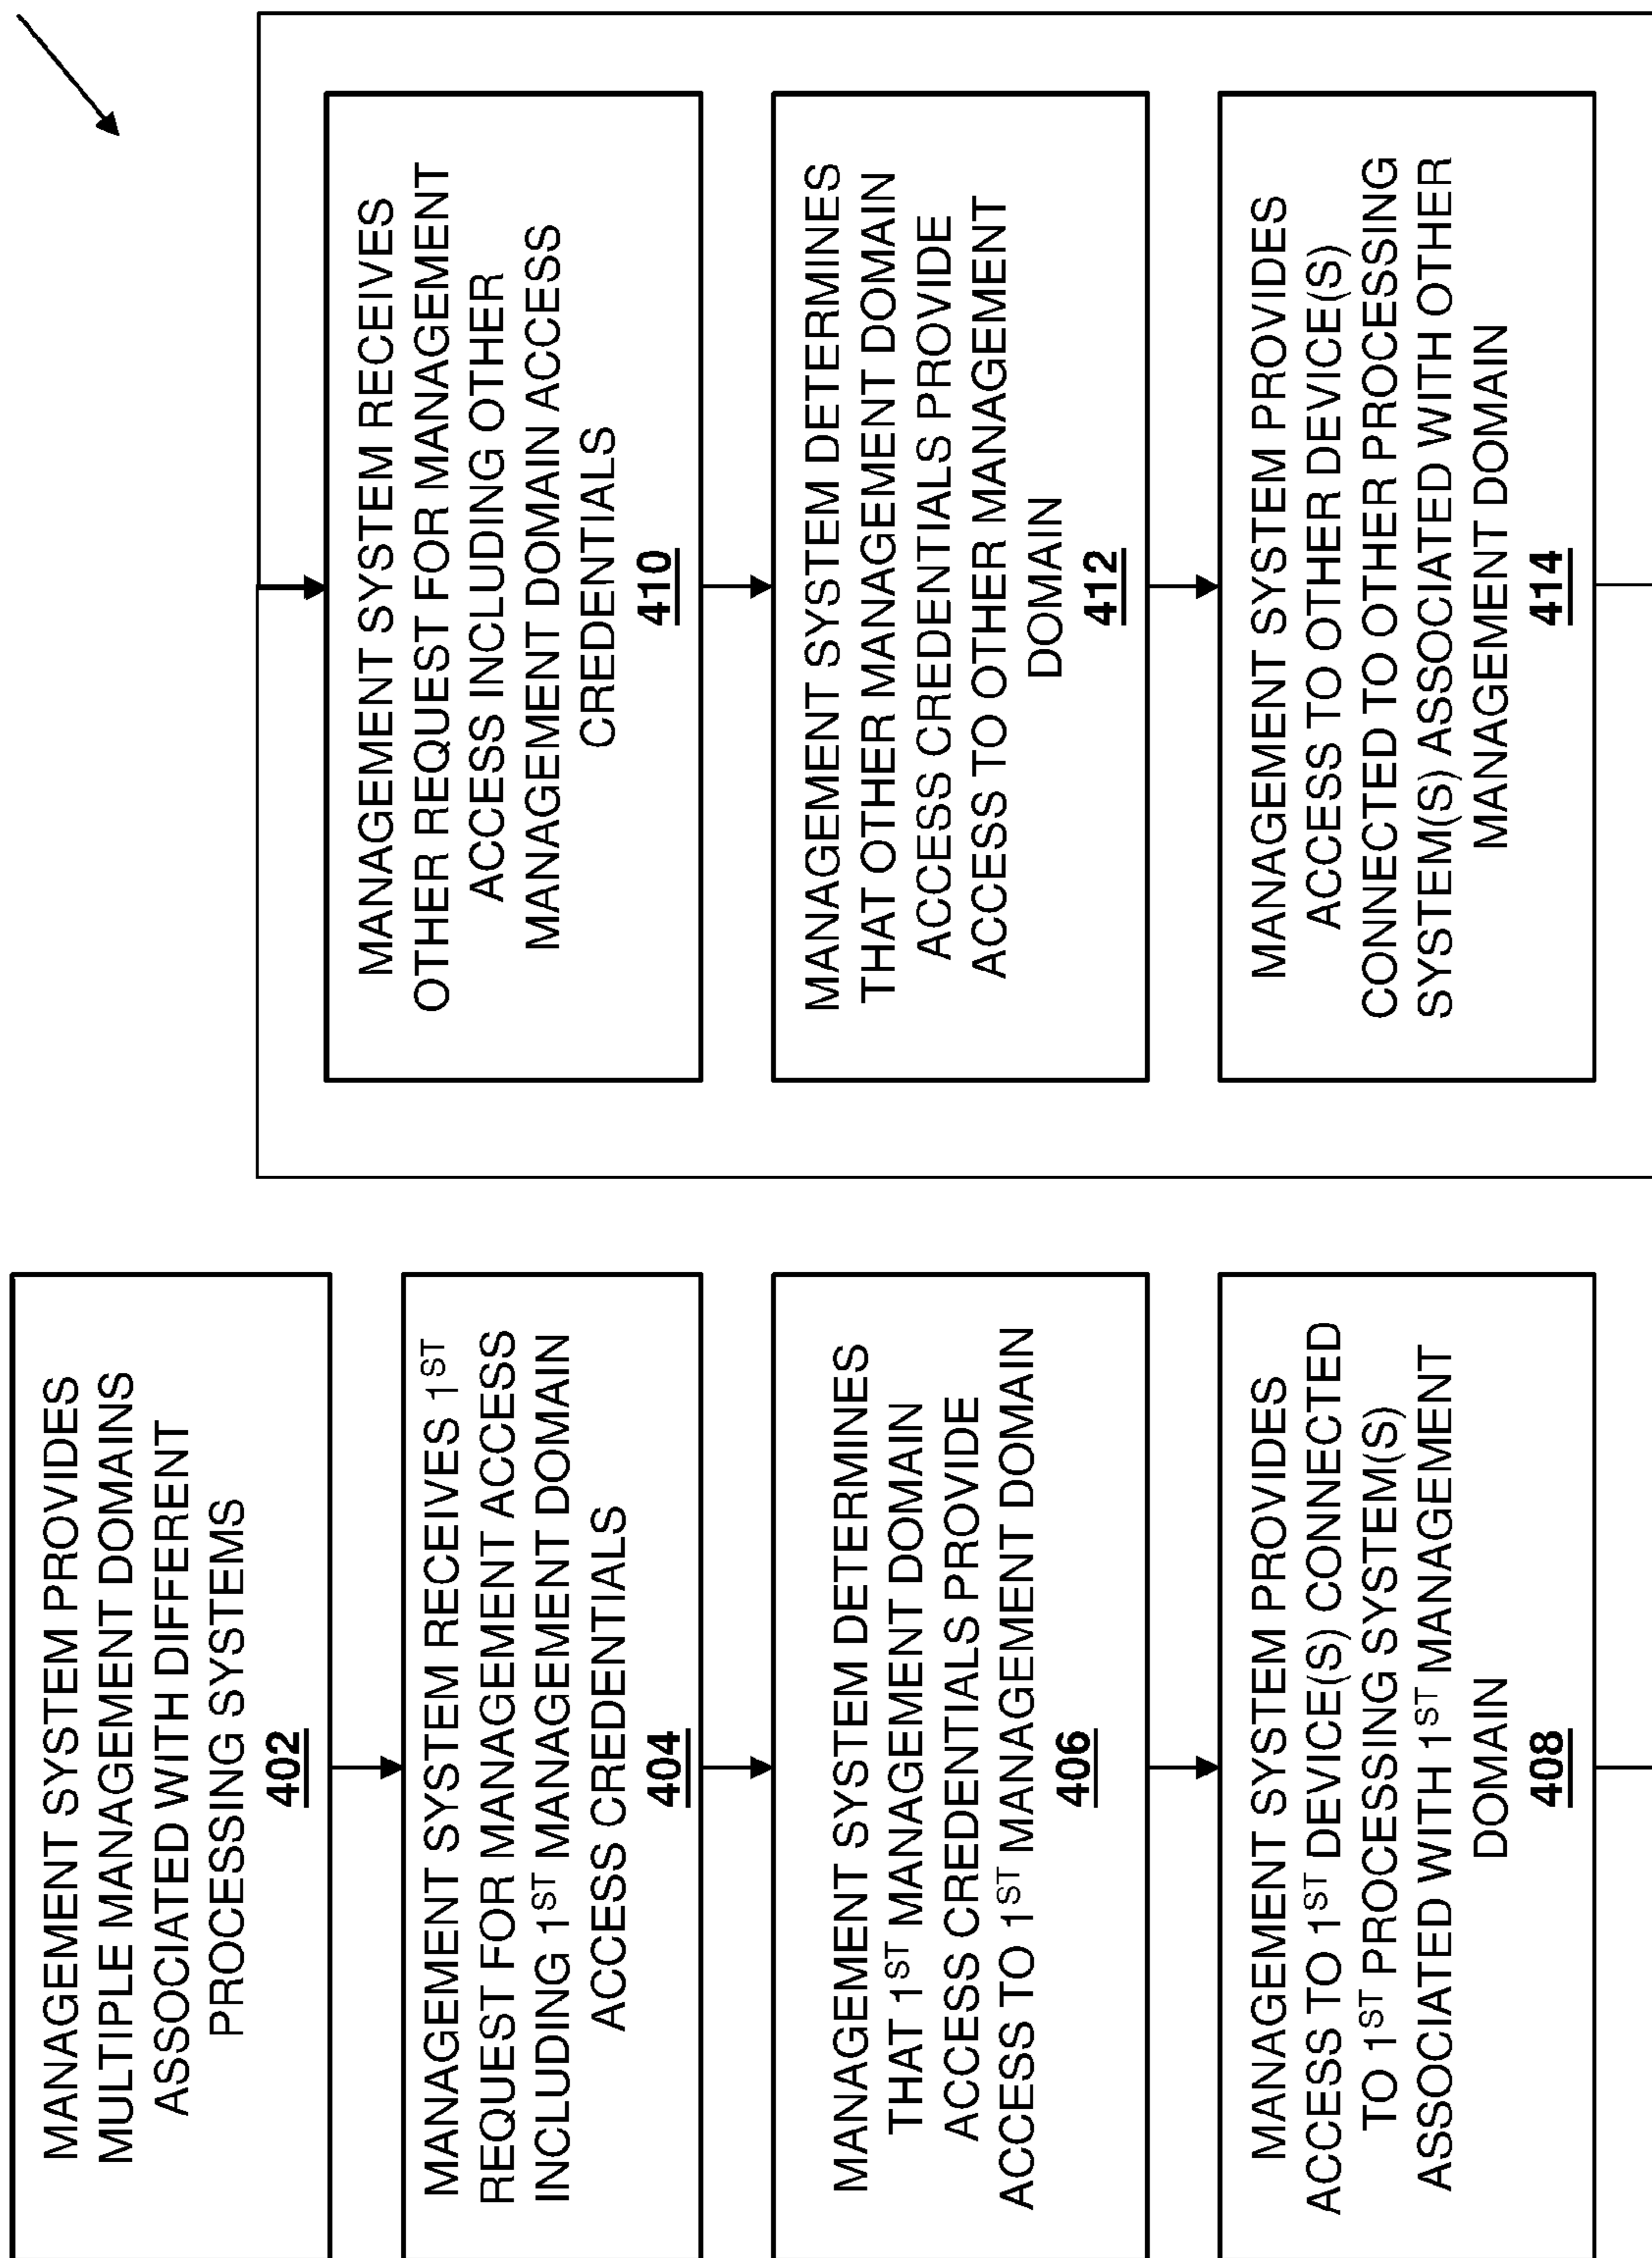 MANAGEMENT SYSTEM PROVIDES
MULTIPLE MANAGEMENT DOMAINS
ASSOCIATED WITH DIFFERENT
PROCESSING SYSTEMS
402
MANAGEMENT SYSTEM RECEIVES 1ST
REQUEST FOR MANAGEMENT ACCESS
INCLUDING 1ST MANAGEMENT DOMAIN
ACCESS CREDENTIALS
404
MANAGEMENT SYSTEM DETERMINES
THAT 1ST MANAGEMENT DOMAIN
ACCESS CREDENTIALS PROVIDE
ACCESS TO 1ST MANAGEMENT DOMAIN
406
MANAGEMENT SYSTEM PROVIDES
ACCESS TO 1ST DEVICE(S) CONNECTED
TO 1ST PROCESSING SYSTEM(S)
ASSOCIATED WITH 1ST MANAGEMENT
DOMAIN
408
MANAGEMENT SYSTEM RECEIVES
OTHER REQUEST FOR MANAGEMENT
ACCESS INCLUDING OTHER
MANAGEMENT DOMAIN ACCESS
CREDENTIALS
410
MANAGEMENT SYSTEM DETERMINES
THAT OTHER MANAGEMENT DOMAIN
ACCESS CREDENTIALS PROVIDE
ACCESS TO OTHER MANAGEMENT
DOMAIN
412
MANAGEMENT SYSTEM PROVIDES
ACCESS TO OTHER DEVICE(S)
CONNECTED TO OTHER PROCESSING
SYSTEM(S) ASSOCIATED WITH OTHER
MANAGEMENT DOMAIN
414